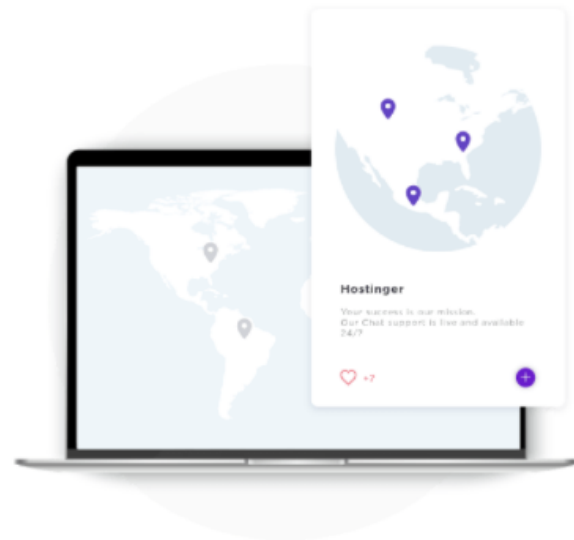 Hostinger
Your success is our mission.
Our Chat support is live and available
24/7
+7